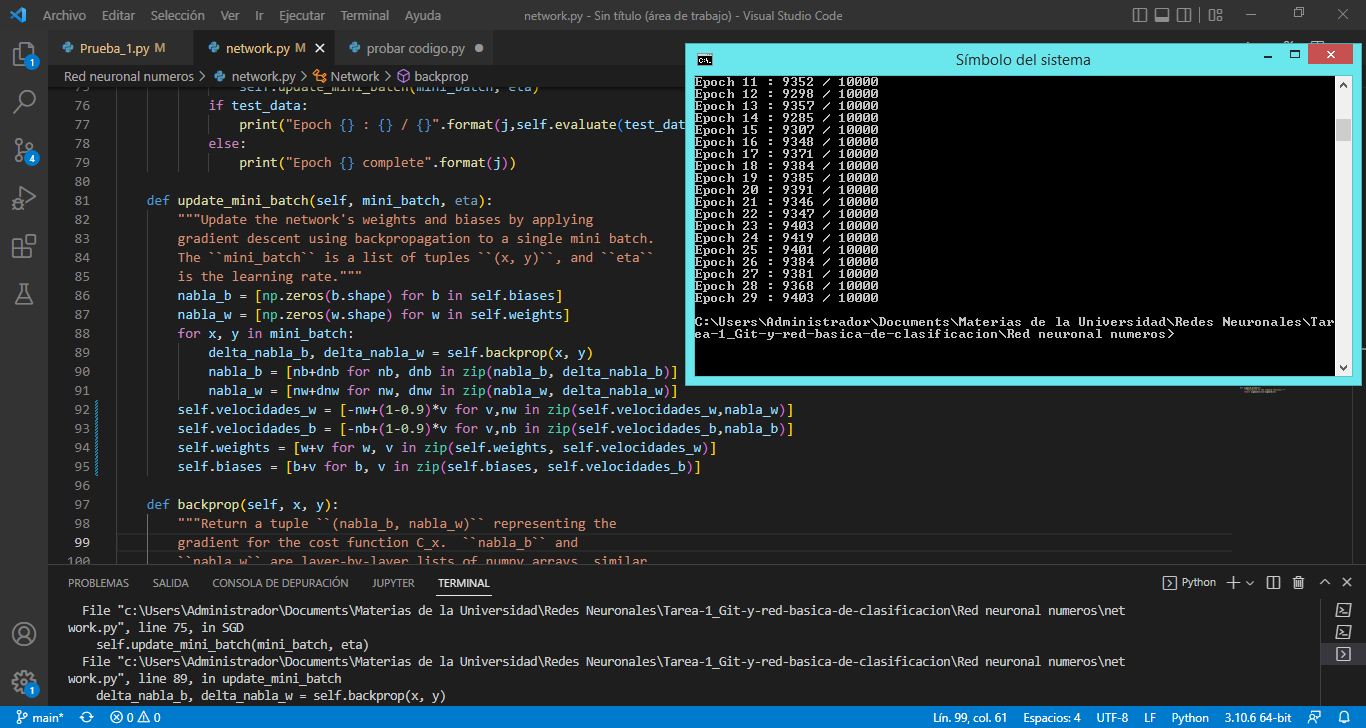 Archivo Editar Selección Ver Ir Ejecutar Terminal Ayuda
network.py - Sin título (área de trabajo) - Visual Studio Code
Prueba_1.py M
network.py M
probar codigo.py
Red neuronal numeros > network.py > Network > backprop
self.update_mini_batch(mini_batch, eta)
76 if test_data:
77 print("Epoch {} : {} / {}".format(j,self.evaluate(test_dat
78 else:
79 print("Epoch {} complete".format(j))
80
81 def update_mini_batch(self, mini_batch, eta):
82 """Update the network's weights and biases by applying
83 gradient descent using backpropagation to a single mini batch.
84 The ``mini_batch`` is a list of tuples ``(x, y)``, and ``eta``
85 is the learning rate."""
86 nabla_b = [np.zeros(b.shape) for b in self.biases]
87 nabla_w = [np.zeros(w.shape) for w in self.weights]
88 for x, y in mini_batch:
89 delta_nabla_b, delta_nabla_w = self.backprop(x, y)
90 nabla_b = [nb+dnb for nb, dnb in zip(nabla_b, delta_nabla_b)]
91 nabla_w = [nw+dnw for nw, dnw in zip(nabla_w, delta_nabla_w)]
92 self.velocidades_w = [-nw+(1-0.9)*v for v,nw in zip(self.velocidades_w,nabla_w)]
93 self.velocidades_b = [-nb+(1-0.9)*v for v,nb in zip(self.velocidades_b,nabla_b)]
94 self.weights = [w+v for w, v in zip(self.weights, self.velocidades_w)]
95 self.biases = [b+v for b, v in zip(self.biases, self.velocidades_b)]
96
97 def backprop(self, x, y):
98 """Return a tuple ``(nabla_b, nabla_w)`` representing the
99 gradient for the cost function C_x.  ``nabla_b`` and
100 ``nabla_w`` are layer-by-layer lists of numpy arrays, similar
Símbolo del sistema
Epoch 11 : 9352 / 10000
Epoch 12 : 9298 / 10000
Epoch 13 : 9357 / 10000
Epoch 14 : 9285 / 10000
Epoch 15 : 9307 / 10000
Epoch 16 : 9348 / 10000
Epoch 17 : 9371 / 10000
Epoch 18 : 9384 / 10000
Epoch 19 : 9385 / 10000
Epoch 20 : 9391 / 10000
Epoch 21 : 9346 / 10000
Epoch 22 : 9347 / 10000
Epoch 23 : 9403 / 10000
Epoch 24 : 9419 / 10000
Epoch 25 : 9401 / 10000
Epoch 26 : 9384 / 10000
Epoch 27 : 9381 / 10000
Epoch 28 : 9368 / 10000
Epoch 29 : 9403 / 10000
C:\Users\Administrador\Documents\Materias de la Universidad\Redes Neuronales\Tar
ea-1_Git-y-red-basica-de-clasificacion\Red neuronal numeros>
PROBLEMAS SALIDA CONSOLA DE DEPURACIÓN JUPYTER TERMINAL
Python
File "c:\Users\Administrador\Documents\Materias de la Universidad\Redes Neuronales\Tarea-1_Git-y-red-basica-de-clasificacion\Red neuronal numeros\net
work.py", line 75, in SGD
self.update_mini_batch(mini_batch, eta)
File "c:\Users\Administrador\Documents\Materias de la Universidad\Redes Neuronales\Tarea-1_Git-y-red-basica-de-clasificacion\Red neuronal numeros\net
work.py", line 89, in update_mini_batch
delta_nabla_b, delta_nabla_w = self.backprop(x, y)
1
4
1
main* 0 0 Lín. 99, col. 61 Espacios: 4 UTF-8 LF Python 3.10.6 64-bit